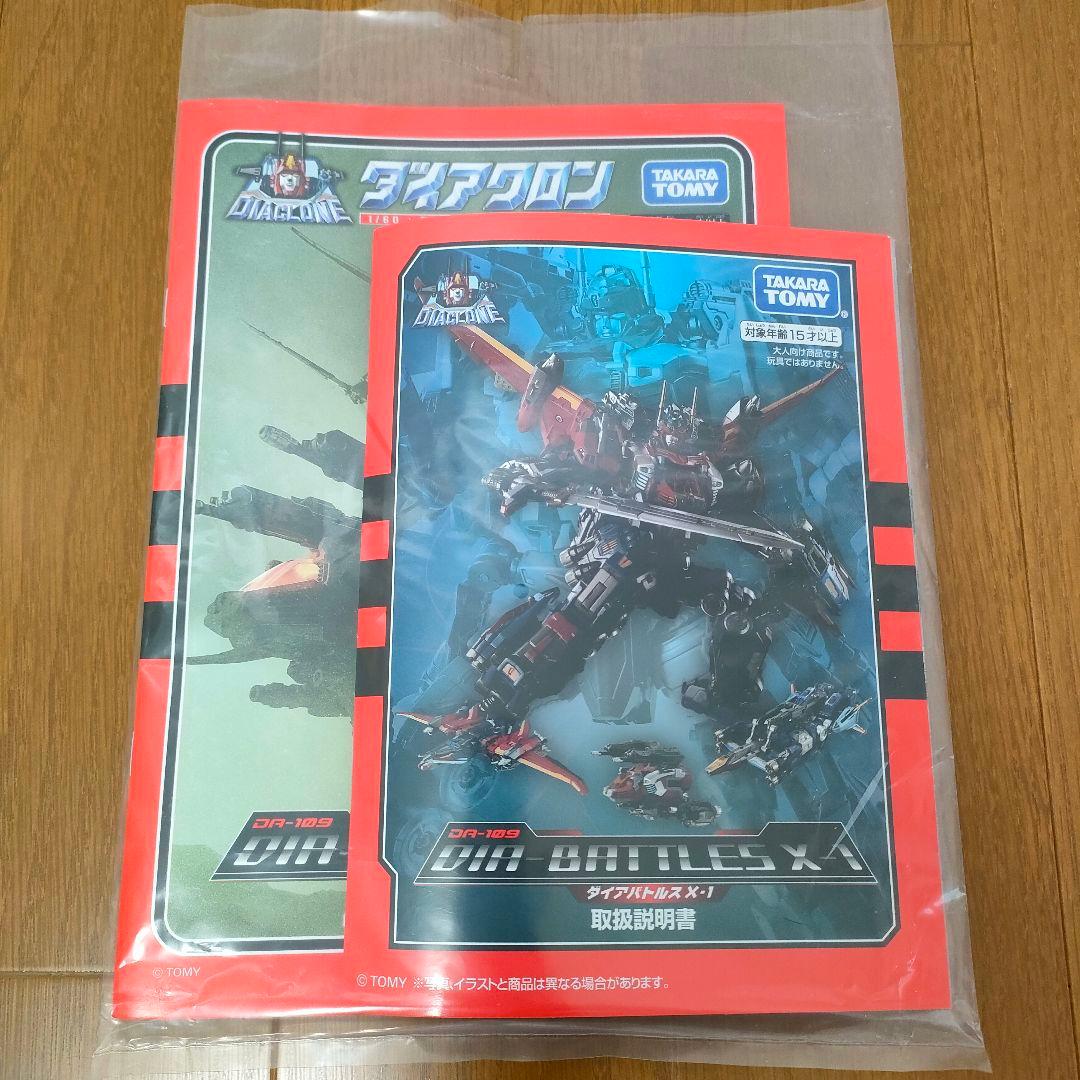 DIACLONE
ダイアクロン
TAKARA
TOMY
1/60
DA-109
DIA-
© TOMY
DIACLONE
TAKARA
TOMY
対象年齢15才以上
大人向け商品です。
玩具ではありません。
DA-109
DIA-BATTLES X-1
ダイアバトルス X-1
取扱説明書
© TOMY ※写真、イラストと商品は異なる場合があります。